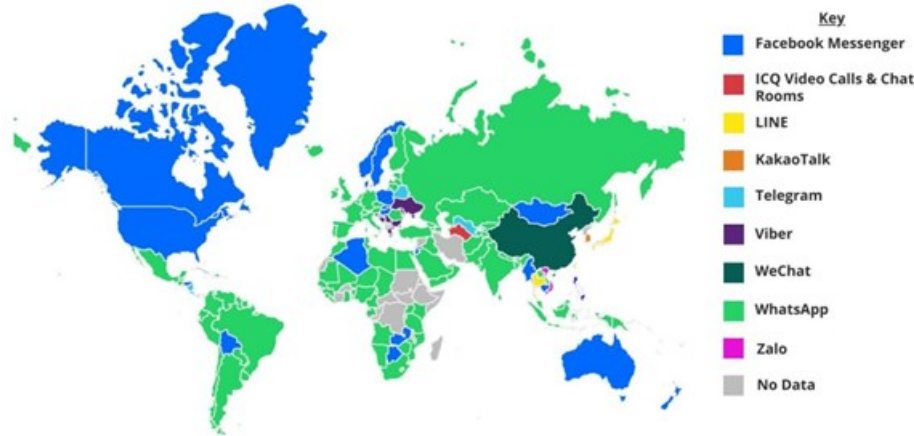 Key
Facebook Messenger
ICQ Video Calls & Chat
Rooms
LINE
KakaoTalk
Telegram
Viber
WeChat
WhatsApp
Zalo
No Data